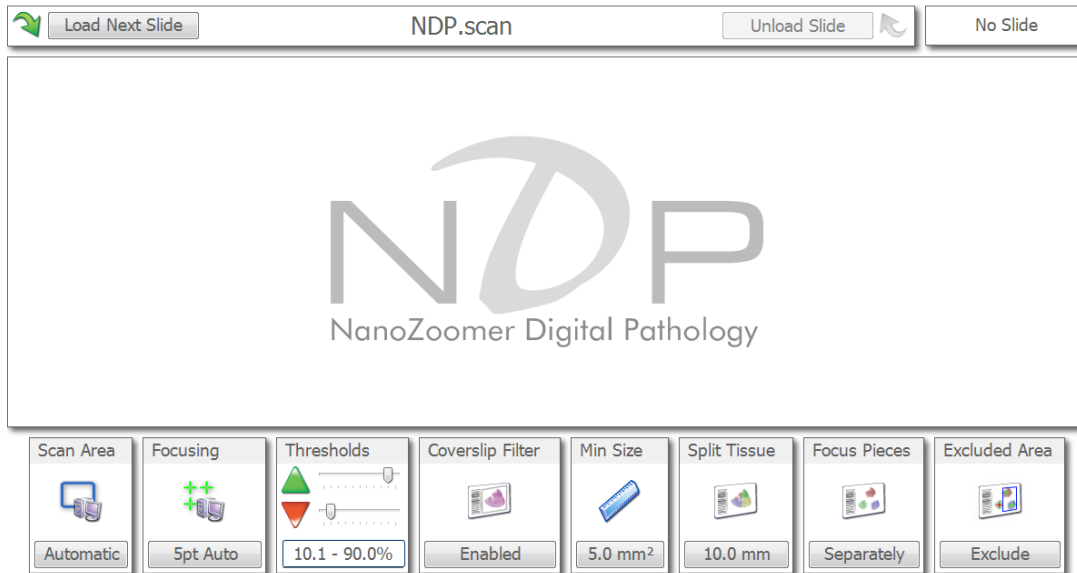 Load Next Slide NDP.scan Unload Slide No Slide
NDP
NanoZoomer Digital Pathology
Scan Area Focusing Thresholds Coverslip Filter Min Size Split Tissue Focus Pieces Excluded Area
Automatic 5pt Auto 10.1 - 90.0% Enabled 5.0 mm² 10.0 mm Separately Exclude